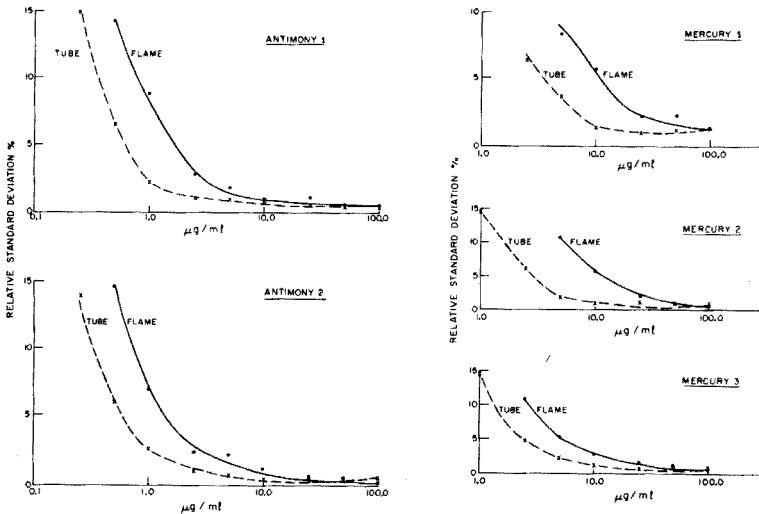 RELATIVE STANDARD DEVIATION %
ANTIMONY 1
TUBE
FLAME
15
10
5
0
0.1
1.0
10.0
100.0
µg/ml
ANTIMONY 2
TUBE
FLAME
15
10
5
0
0.1
1.0
10.0
100.0
µg/ml
RELATIVE STANDARD DEVIATION %
MERCURY 1
TUBE
FLAME
10
5
0
1.0
10.0
100.0
µg/ml
MERCURY 2
TUBE
FLAME
15
10
5
0
1.0
10.0
100.0
µg/ml
MERCURY 3
TUBE
FLAME
15
10
5
0
1.0
10.0
100.0
µg/ml